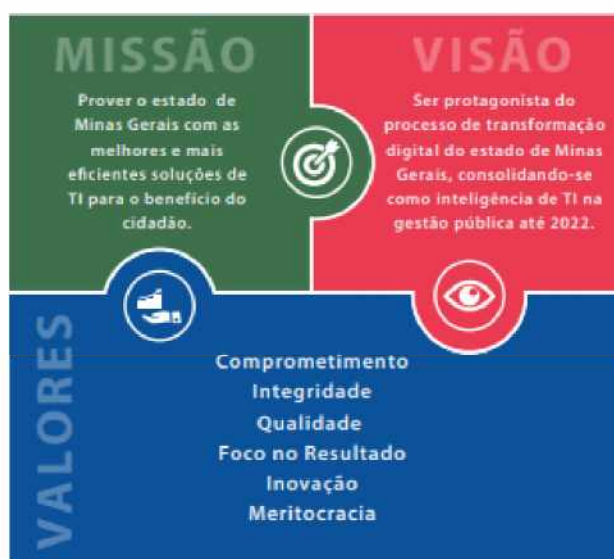 MISSÃO
Prover o estado de
Minas Gerais com as
melhores e mais
eficientes soluções de
TI para o benefício do
cidadão.
VISÃO
Ser protagonista do
processo de transformação
digital do estado de Minas
Gerais, consolidando-se
como inteligência de TI na
gestão pública até 2022.
VALORES
Comprometimento
Integridade
Qualidade
Foco no Resultado
Inovação
Meritocracia